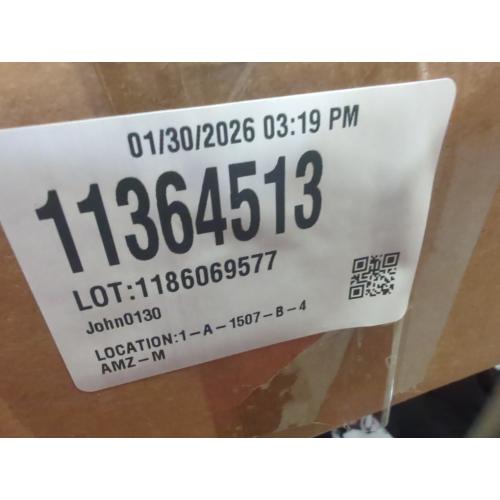 01/30/2026 03:19 PM
11364513
LOT:1186069577
John0130
LOCATION:1-A-1507-B-4
AMZ-M